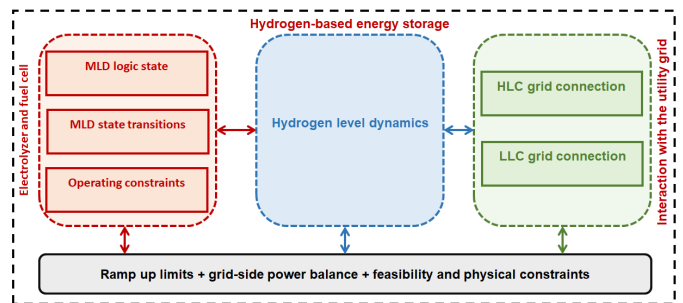 Hydrogen-based energy storage
Electrolyzer and fuel cell
MLD logic state
MLD state transitions
Operating constraints
Hydrogen level dynamics
HLC grid connection
LLC grid connection
Interaction with the utility grid
Ramp up limits + grid-side power balance + feasibility and physical constraints